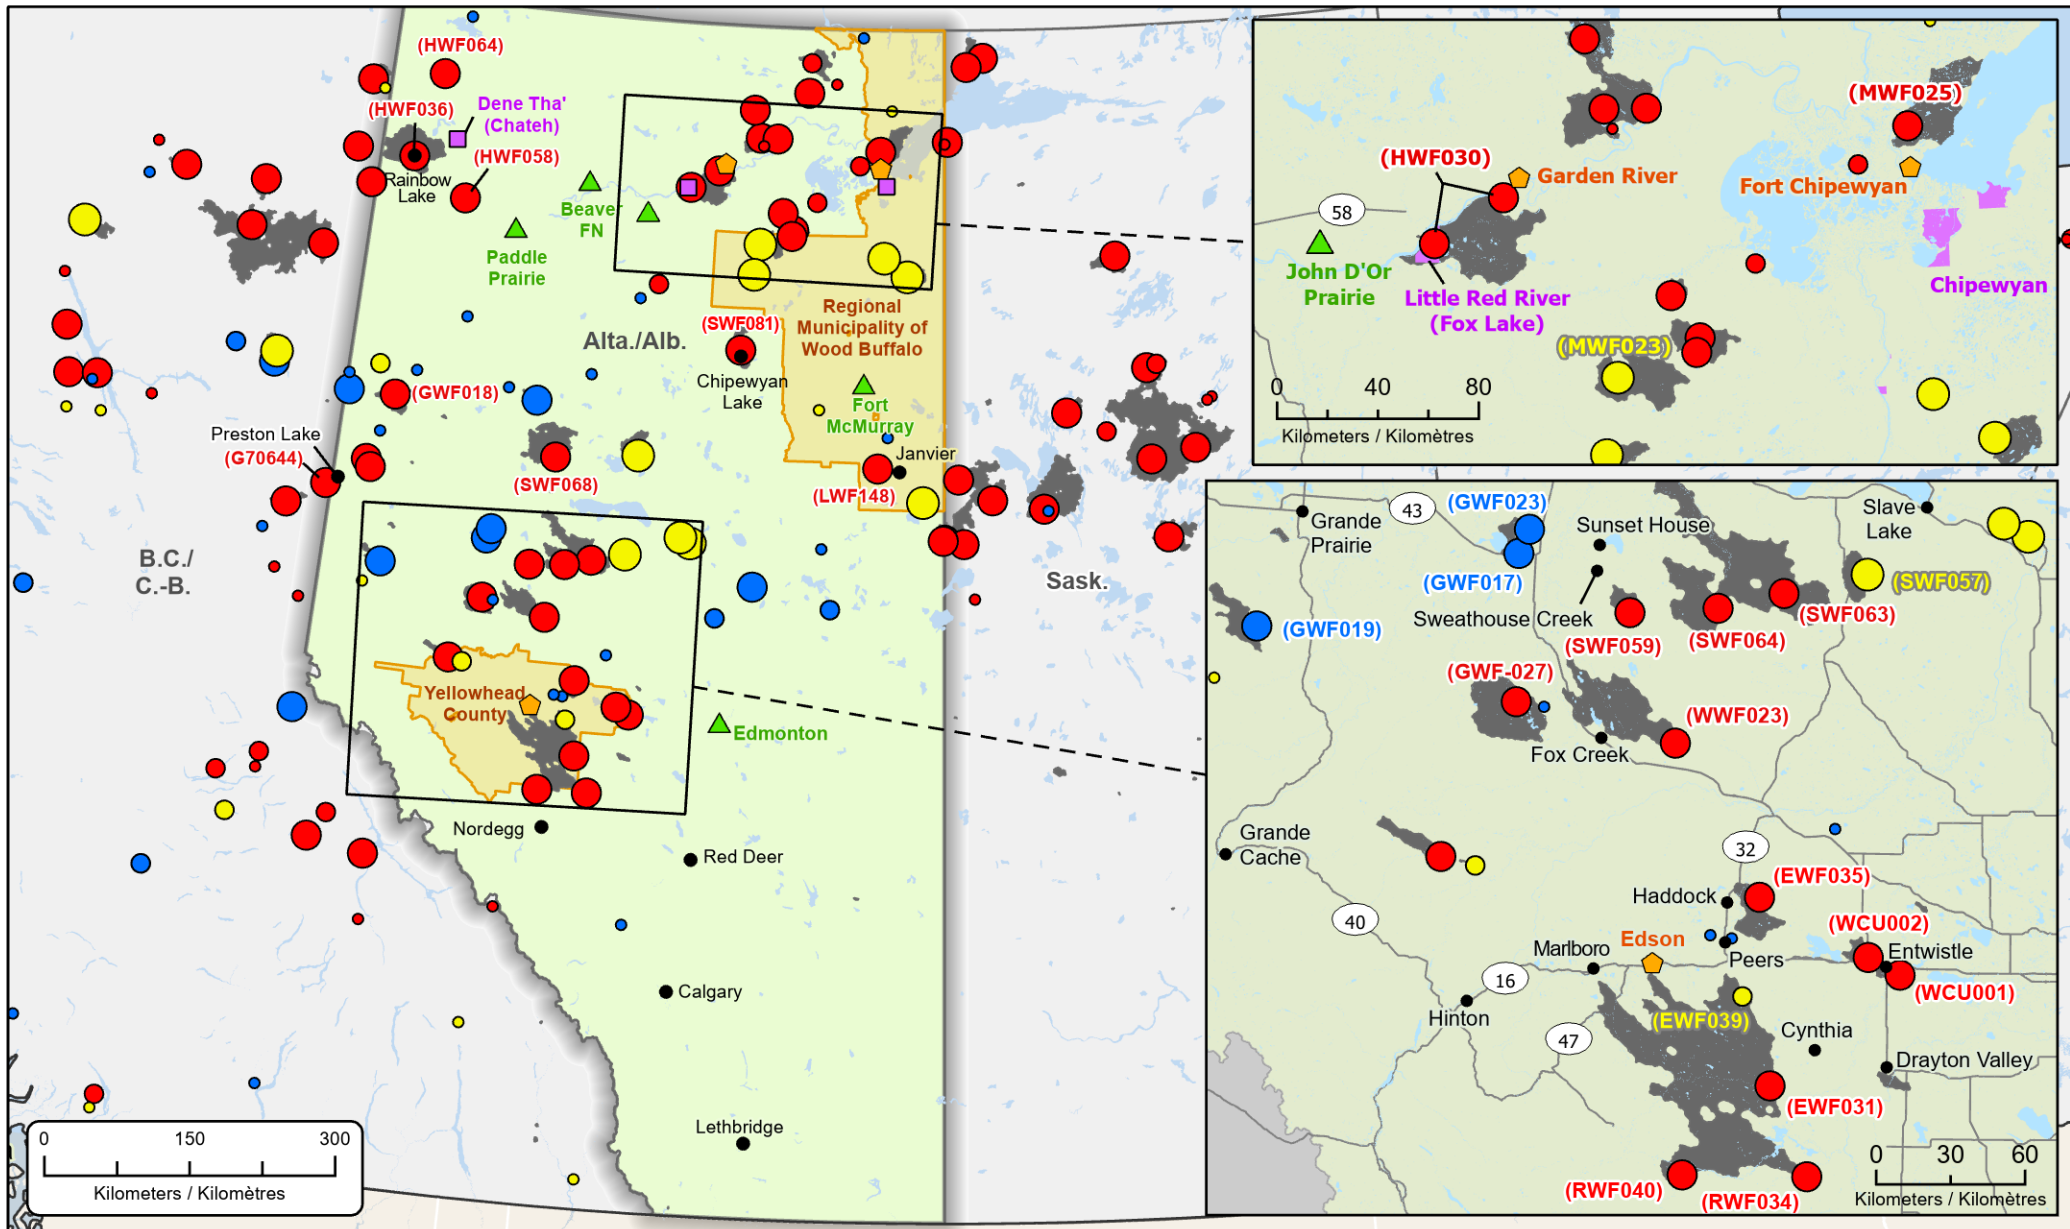 (HWF064)
(HWF036)
Dene Tha'
(Chateh)
(HWF058)
Rainbow
Lake
Beaver
FN
Paddle
Prairie
Alta./Alb.
(SWF081)
Regional
Municipality of
Wood Buffalo
Chipewyan
Lake
Fort
McMurray
(GWF018)
Preston Lake
(G70644)
(SWF068)
Janvier
(LWF148)
B.C./
C.-B.
Sask.
Yellowhead
County
Edmonton
Nordegg
Red Deer
Calgary
Lethbridge
0 150 300
Kilometers / Kilomètres
(MWF025)
(HWF030)
Garden River
Fort Chipewyan
58
John D'Or
Prairie
Little Red River
(Fox Lake)
Chipewyan
(MWF023)
0 40 80
Kilometers / Kilomètres
(GWF023)
43
Grande
Prairie
Sunset House
Slave
Lake
(GWF017)
(SWF057)
Sweathouse Creek
(GWF019)
(SWF059)
(SWF064)
(SWF063)
(GWF-027)
(WWF023)
Fox Creek
Grande
Cache
32
Haddock
(EWF035)
40
(WCU002)
Marlboro
Edson
Peers
Entwistle
16
(WCU001)
Hinton
(EWF039)
47
Cynthia
Drayton Valley
(EWF031)
(RWF040)
(RWF034)
0 30 60
Kilometers / Kilomètres